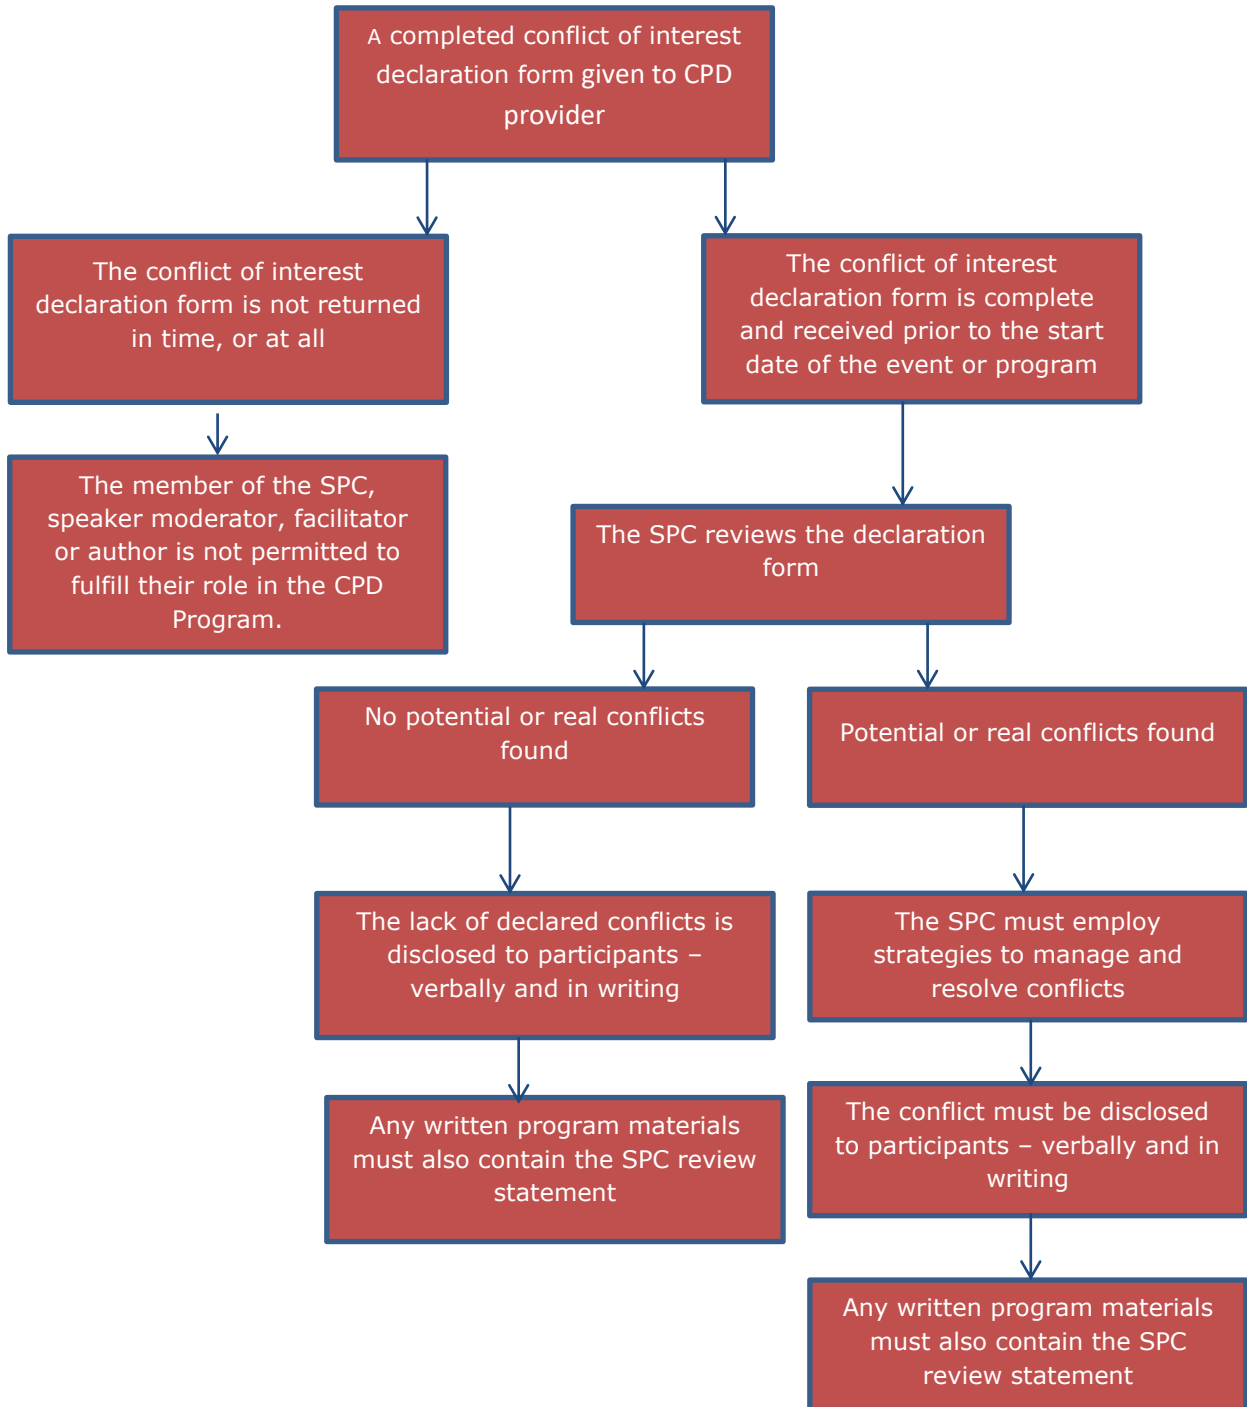 A completed conflict of interest
declaration form given to CPD
provider
The conflict of interest
declaration form is not returned
in time, or at all
The conflict of interest
declaration form is complete
and received prior to the start
date of the event or program
The member of the SPC,
speaker moderator, facilitator
or author is not permitted to
fulfill their role in the CPD
Program.
The SPC reviews the declaration
form
No potential or real conflicts
found
Potential or real conflicts found
The lack of declared conflicts is
disclosed to participants –
verbally and in writing
The SPC must employ
strategies to manage and
resolve conflicts
Any written program materials
must also contain the SPC review
statement
The conflict must be disclosed
to participants – verbally and in
writing
Any written program materials
must also contain the SPC
review statement